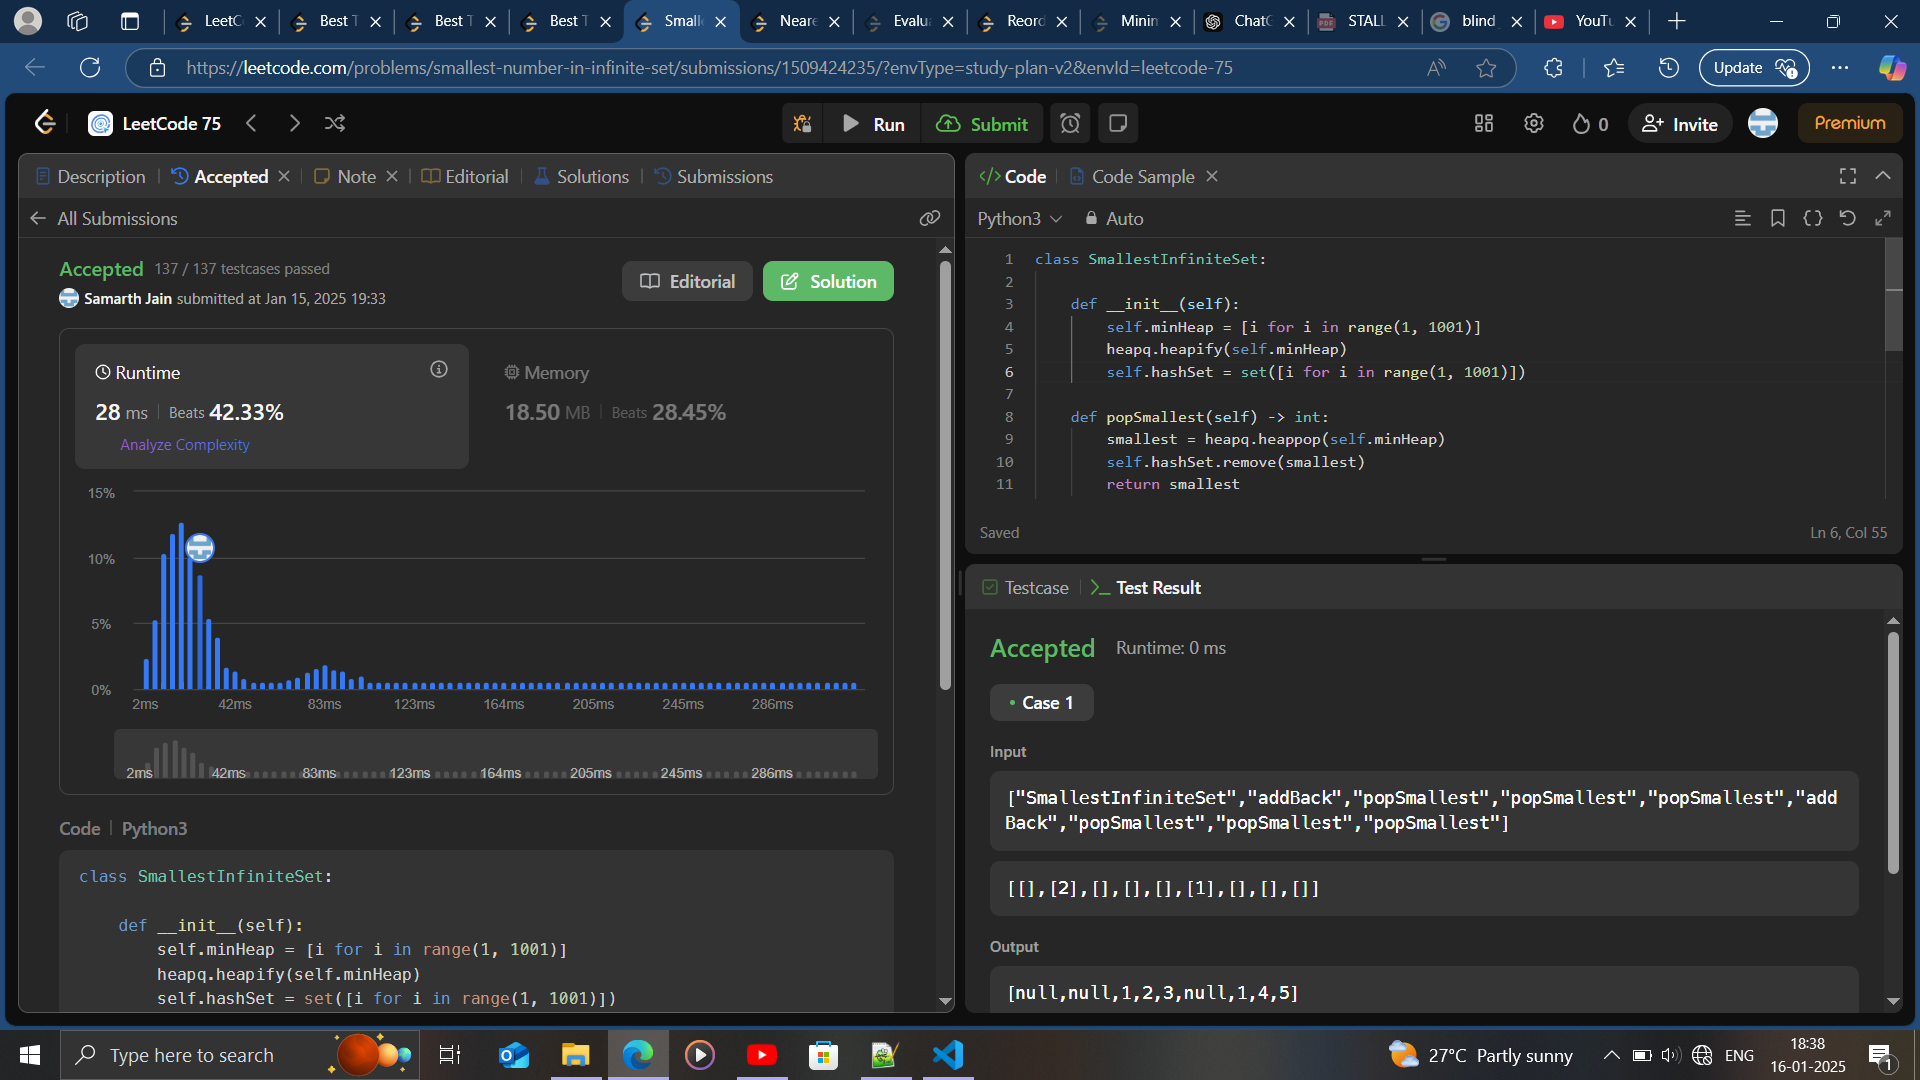 LeetC
Best T
Best T
Best T
Small
Neare
Evalua
Reord
Minim
ChatG
STALL
blind
YouTu
https://leetcode.com/problems/smallest-number-in-infinite-set/submissions/1509424235/?envType=study-plan-v2&envId=leetcode-75
Update
LeetCode 75
Run
Submit
0
Invite
Premium
Description
Accepted
Note
Editorial
Solutions
Submissions
All Submissions
Accepted 137 / 137 testcases passed
Samarth Jain submitted at Jan 15, 2025 19:33
Editorial
Solution
Runtime
28 ms Beats 42.33%
Analyze Complexity
Memory
18.50 MB Beats 28.45%
15%
10%
5%
0%
2ms 42ms 83ms 123ms 164ms 205ms 245ms 286ms
2ms 42ms 83ms 123ms 164ms 205ms 245ms 286ms
Code | Python3
class SmallestInfiniteSet:
def __init__(self):
self.minHeap = [i for i in range(1, 1001)]
heapq.heapify(self.minHeap)
self.hashSet = set([i for i in range(1, 1001)])
</> Code
Code Sample
Python3
Auto
1 class SmallestInfiniteSet:
2
3 def __init__(self):
4 self.minHeap = [i for i in range(1, 1001)]
5 heapq.heapify(self.minHeap)
6 self.hashSet = set([i for i in range(1, 1001)])
7
8 def popSmallest(self) -> int:
9 smallest = heapq.heappop(self.minHeap)
10 self.hashSet.remove(smallest)
11 return smallest
Saved
Ln 6, Col 55
Testcase
Test Result
Accepted Runtime: 0 ms
• Case 1
Input
["SmallestInfiniteSet","addBack","popSmallest","popSmallest","popSmallest","add
Back","popSmallest","popSmallest","popSmallest"]
[[],[2],[],[],[],[1],[],[],[]]
Output
[null,null,1,2,3,null,1,4,5]
Type here to search
27°C Partly sunny
ENG
18:38
16-01-2025
1